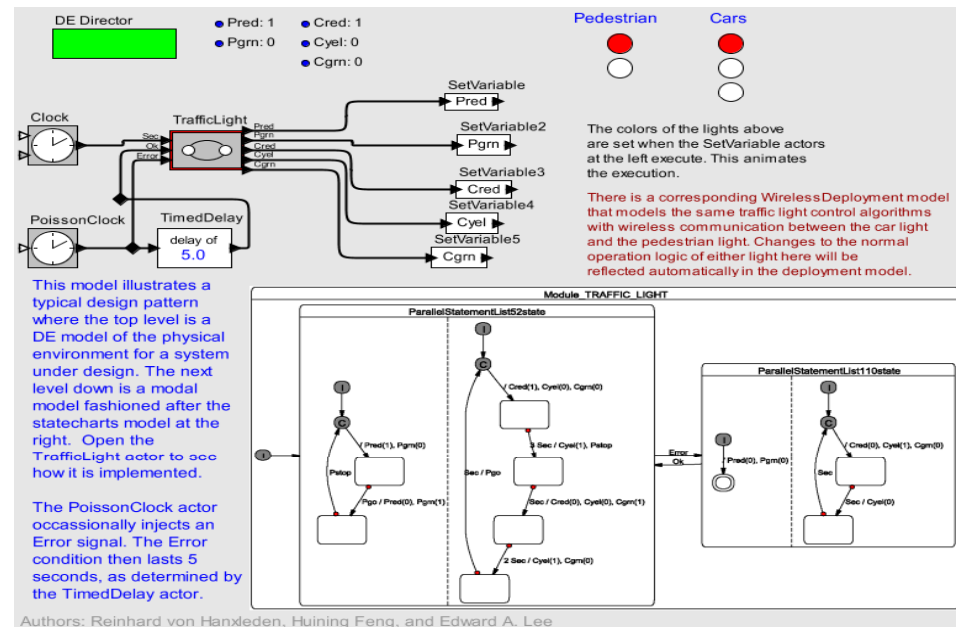 DE Director
Pred: 1
Cred: 1
Pgrn: 0
Cyel: 0
Cgrn: 0
Pedestrian
Cars
Clock
TrafficLight
Sec
Ok
Error
Pred
Pgrn
Cred
Cyel
Cgrn
SetVariable
Pred
SetVariable2
Pgrn
SetVariable3
Cred
SetVariable4
Cyel
SetVariable5
Cgrn
PoissonClock
TimedDelay
delay of
5.0
The colors of the lights above
are set when the SetVariable actors
at the left execute. This animates
the execution.
There is a corresponding WirelessDeployment model
that models the same traffic light control algorithms
with wireless communication between the car light
and the pedestrian light. Changes to the normal
operation logic of either light here will be
reflected automatically in the deployment model.
This model illustrates a
typical design pattern
where the top level is a
DE model of the physical
environment for a system
under design. The next
level down is a modal
model fashioned after the
statecharts model at the
right. Open the
TrafficLight actor to see
how it is implemented.
The PoissonClock actor
occassionally injects an
Error signal. The Error
condition then lasts 5
seconds, as determined by
the TimedDelay actor.
Module_TRAFFIC_LIGHT
I
ParallelStatementList52state
I
C
/ Pred(1), Pgrn(0)
Pstop
Pgo / Pred(0), Pgrn(1)
I
C
/ Cred(1), Cyel(0), Cgrn(0)
3 Sec / Cyel(1), Pstop
Sec / Pgo
Sec / Cred(0), Cyel(0), Cgrn(1)
2 Sec / Cyel(1), Cgrn(0)
Error
Ok
ParallelStatementList110state
I
/ Pred(0), Pgrn(0)
I
C
/ Cred(0), Cyel(1), Cgrn(0)
Sec
Sec / Cyel(0)
Authors: Reinhard von Hanxleden, Huining Feng, and Edward A. Lee